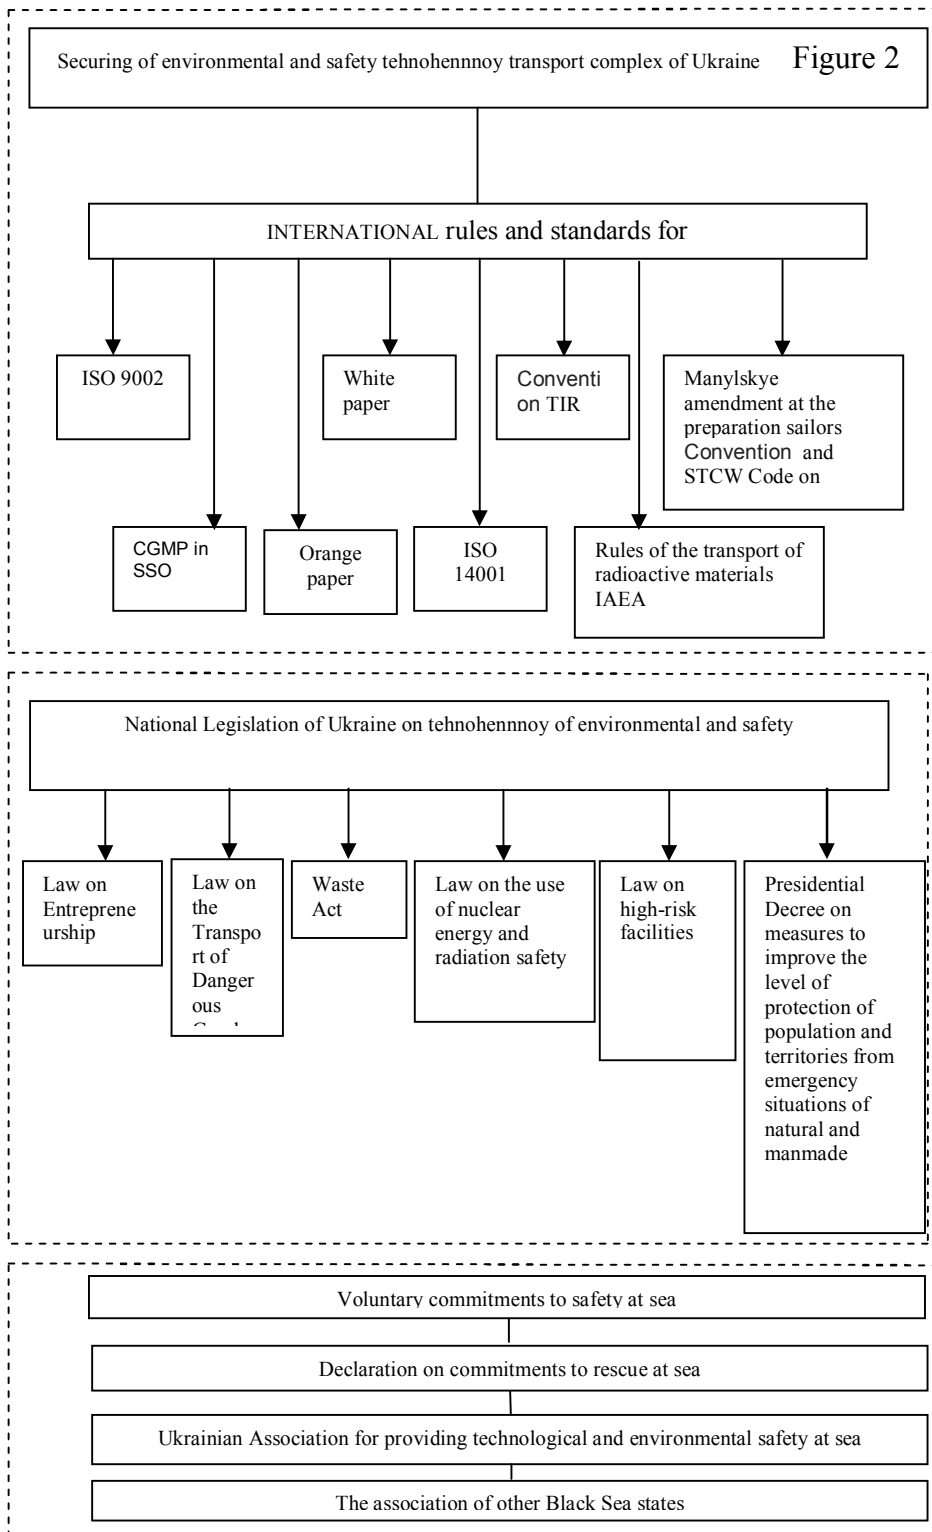 Securing of environmental and safety tehnohennnoy transport complex of Ukraine Figure 2
INTERNATIONAL rules and standards for
ISO 9002
White
paper
Conventi
on TIR
Manylskye
amendment at the
preparation sailors
Convention and
STCW Code on
CGMP in
SSO
Orange
paper
ISO
14001
Rules of the transport of
radioactive materials
IAEA
National Legislation of Ukraine on tehnohennnoy of environmental and safety
Law on
Entreprene
urship
Law on
the
Transpo
rt of
Danger
ous
Waste
Act
Law on the use
of nuclear
energy and
radiation safety
Law on
high-risk
facilities
Presidential
Decree on
measures to
improve the
level of
protection of
population and
territories from
emergency
situations of
natural and
manmade
Voluntary commitments to safety at sea
Declaration on commitments to rescue at sea
Ukrainian Association for providing technological and environmental safety at sea
The association of other Black Sea states